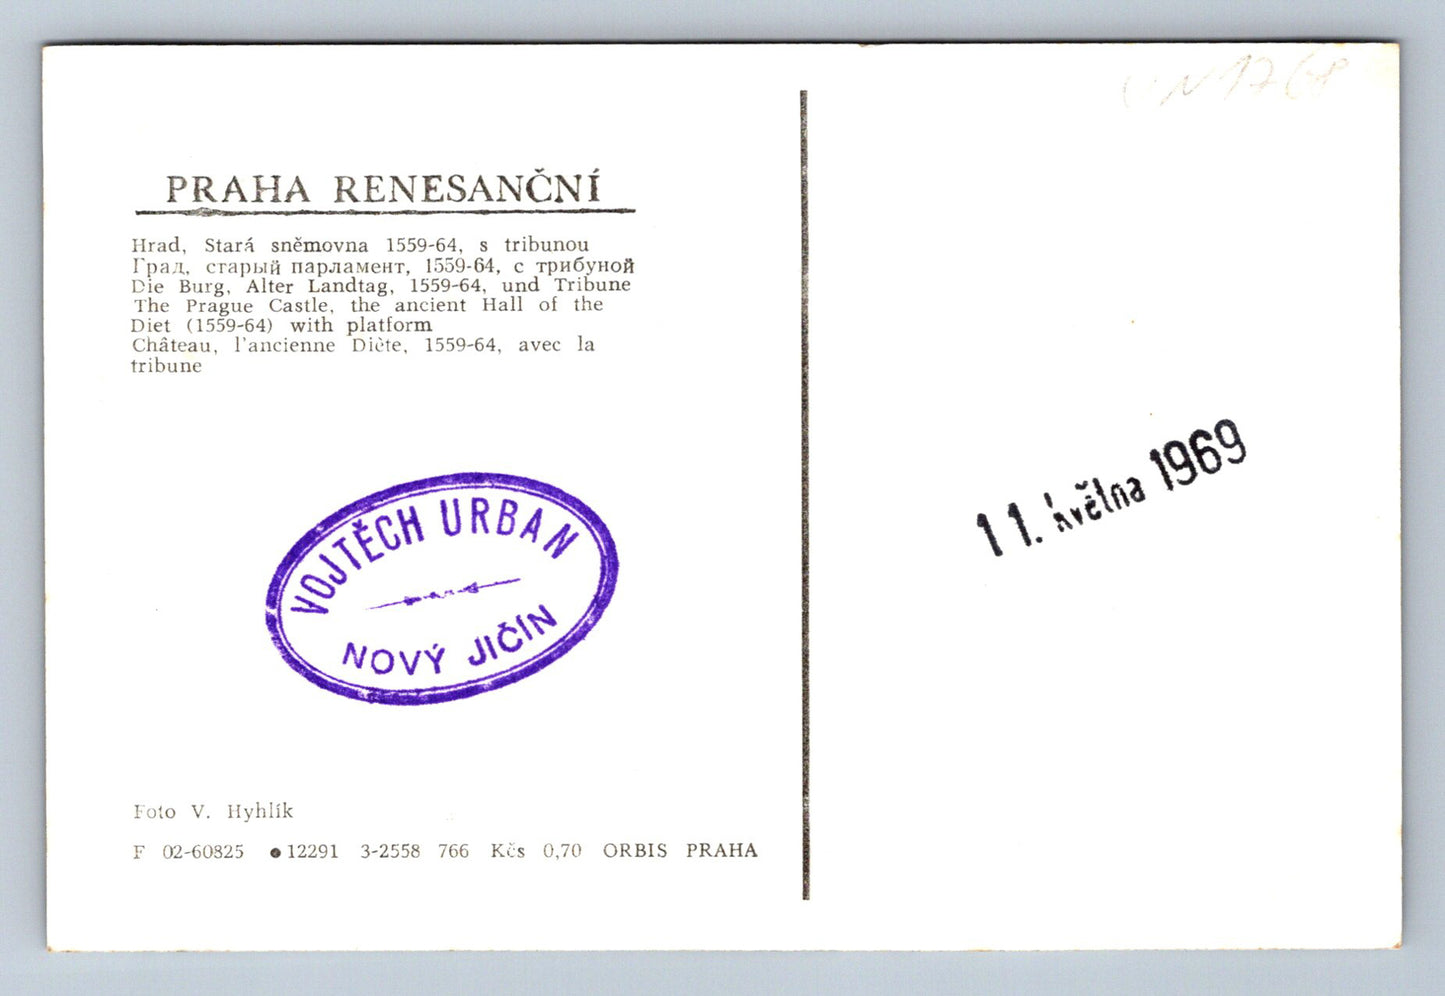 PRAHA RENESANČNÍ
Hrad, Stará sněmovna 1559-64, s tribunou
Град, старый парламент, 1559-64, с трибуной
Die Burg, Alter Landtag, 1559-64, und Tribune
The Prague Castle, the ancient Hall of the
Diet (1559-64) with platform
Château, l'ancienne Diète, 1559-64, avec la
tribune
VOJTĚCH URBAN
NOVÝ JIČÍN
Foto V. Hyhlík
F 02-60825 ●12291 3-2558 766 Kčs 0,70 ORBIS PRAHA
11. května 1969